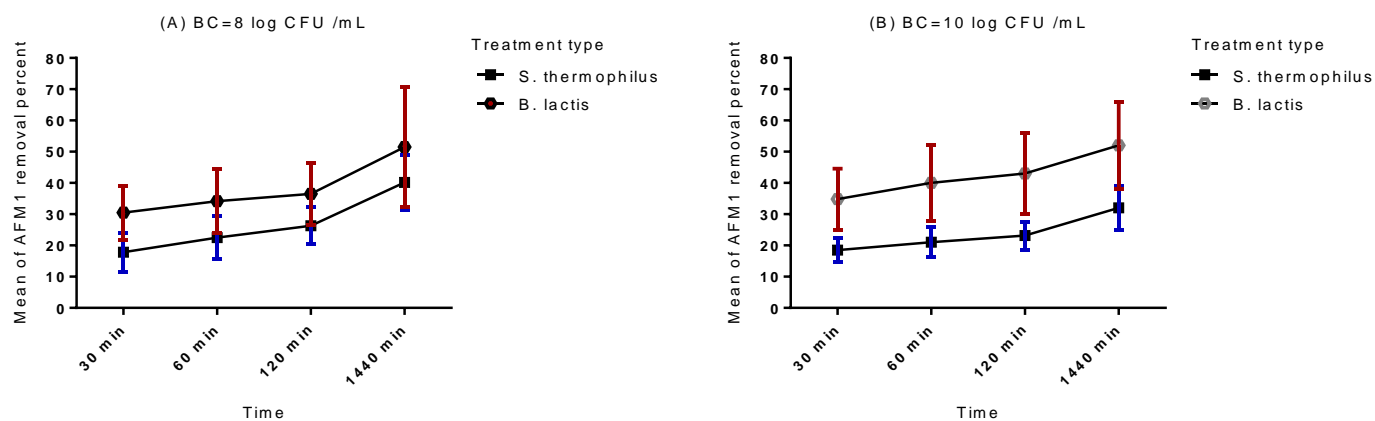 (A) BC=8 log CFU /mL
Mean of AFM1 removal percent
80
70
60
50
40
30
20
10
0
30 min
60 min
120 min
1440 min
Time
Treatment type
S. thermophilus
B. lactis
(B) BC=10 log CFU /mL
Mean of AFM1 removal percent
80
70
60
50
40
30
20
10
0
30 min
60 min
120 min
1440 min
Time
Treatment type
S. thermophilus
B. lactis